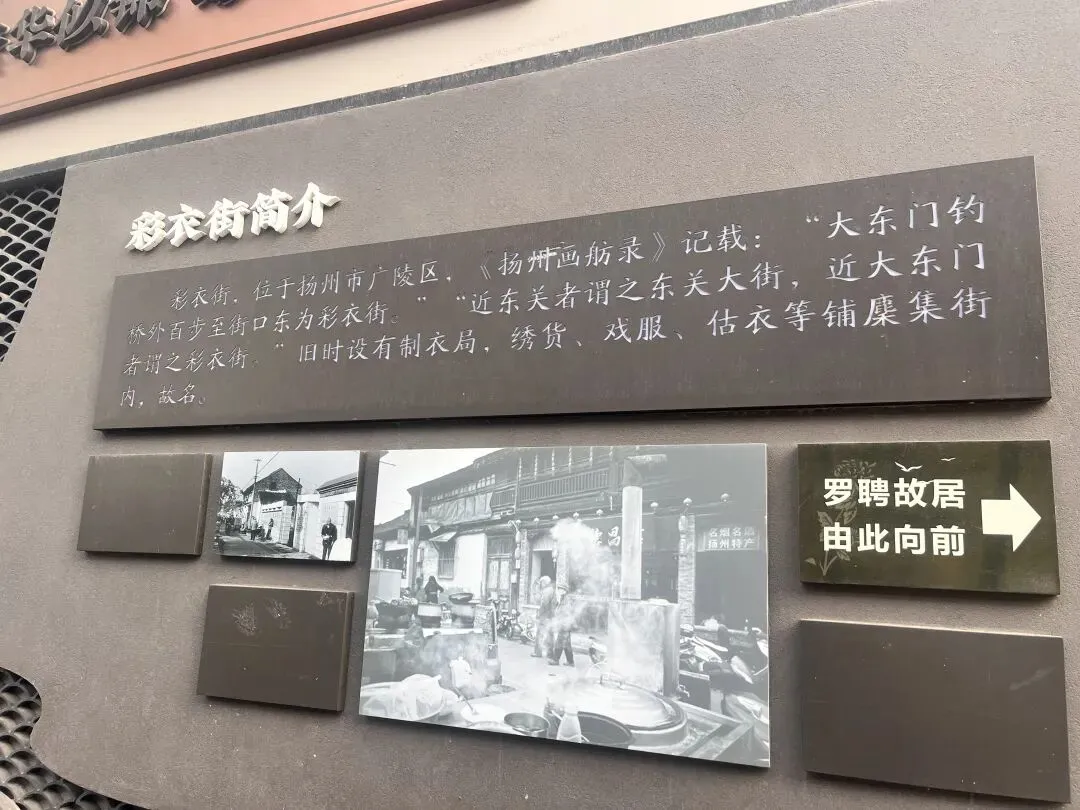 华以
彩衣街简介
彩衣街，位于扬州市广陵区，《扬州画舫录》记载：“大东门钓
桥外百步至街口东为彩衣街。”“近东关者谓之东关大街，近大东门
者谓之彩衣街。”旧时设有制衣局，绣货、戏服、估衣等铺麇集街
内，故名。
罗聘故居
由此向前
昌
名烟名酒
扬州特产